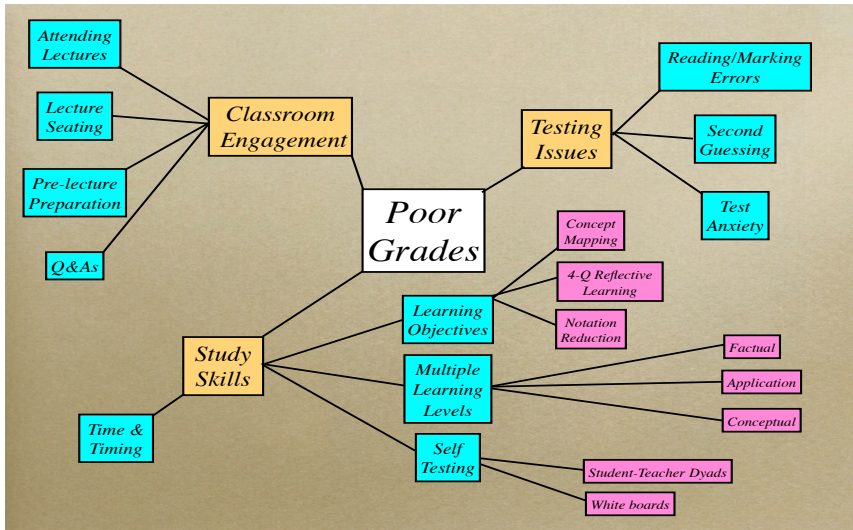 Attending
Lectures
Lecture
Seating
Pre-lecture
Preparation
Q&As
Classroom
Engagement
Testing
Issues
Reading/Marking
Errors
Second
Guessing
Test
Anxiety
Poor
Grades
Study
Skills
Time &
Timing
Learning
Objectives
Concept
Mapping
4-Q Reflective
Learning
Notation
Reduction
Multiple
Learning
Levels
Factual
Application
Conceptual
Self
Testing
Student-Teacher Dyads
White boards